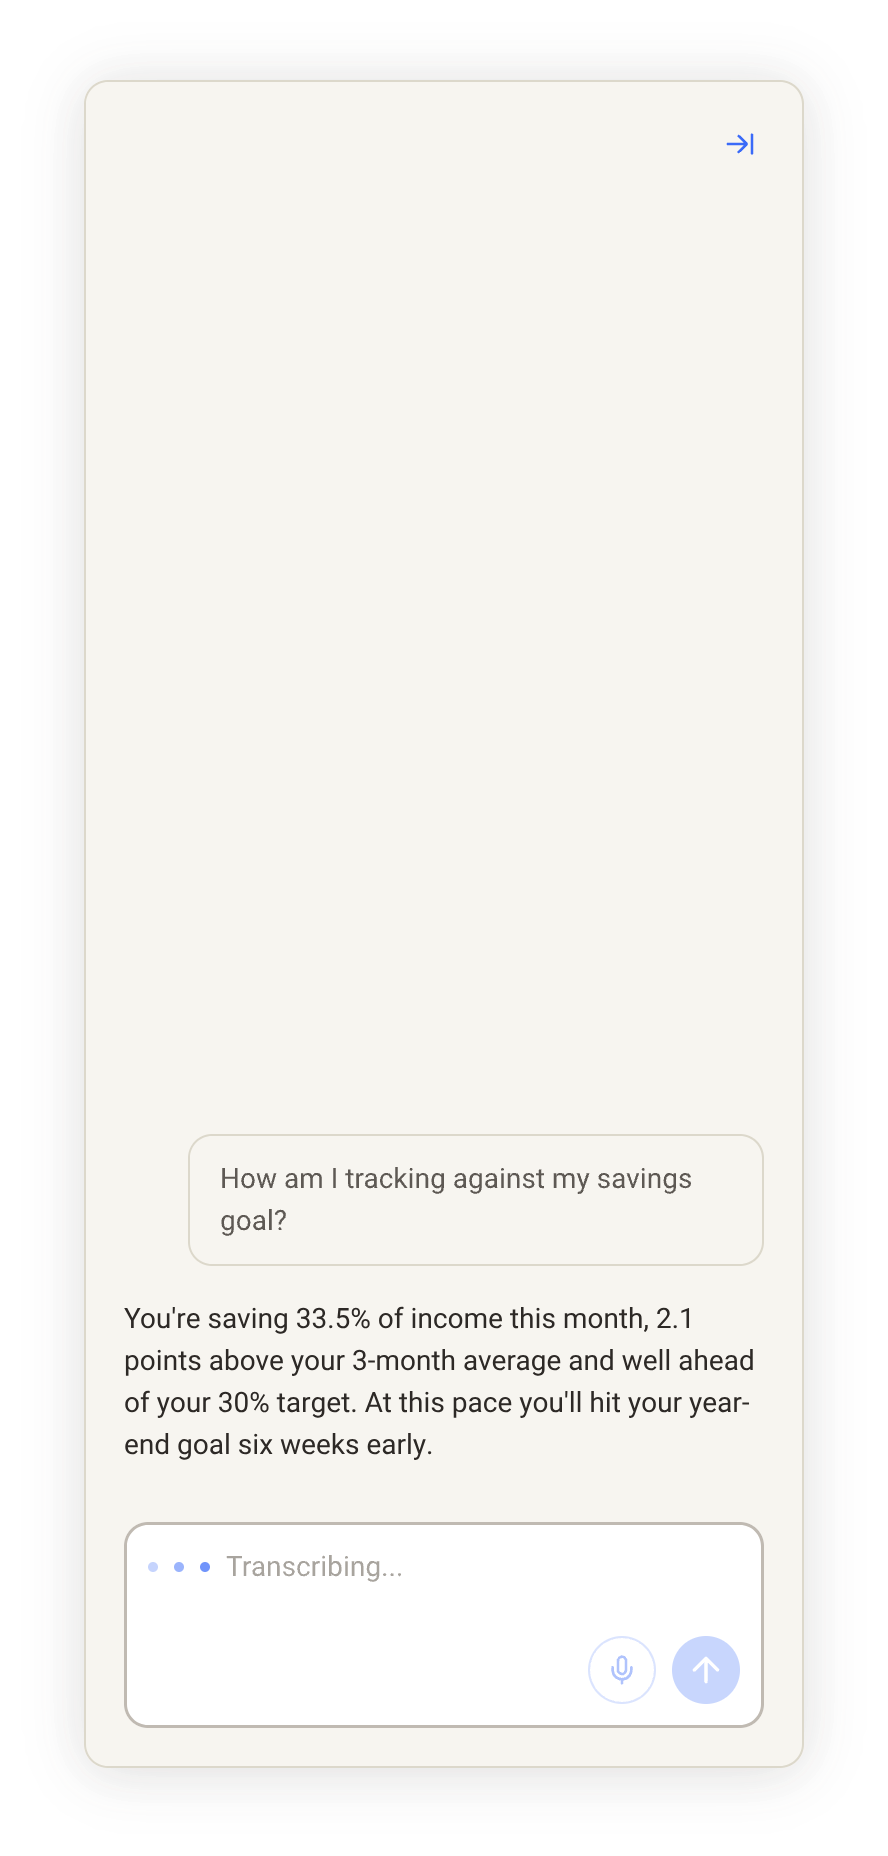 How am I tracking against my savings
goal?
You're saving 33.5% of income this month, 2.1
points above your 3-month average and well ahead
of your 30% target. At this pace you'll hit your year-
end goal six weeks early.
Transcribing...